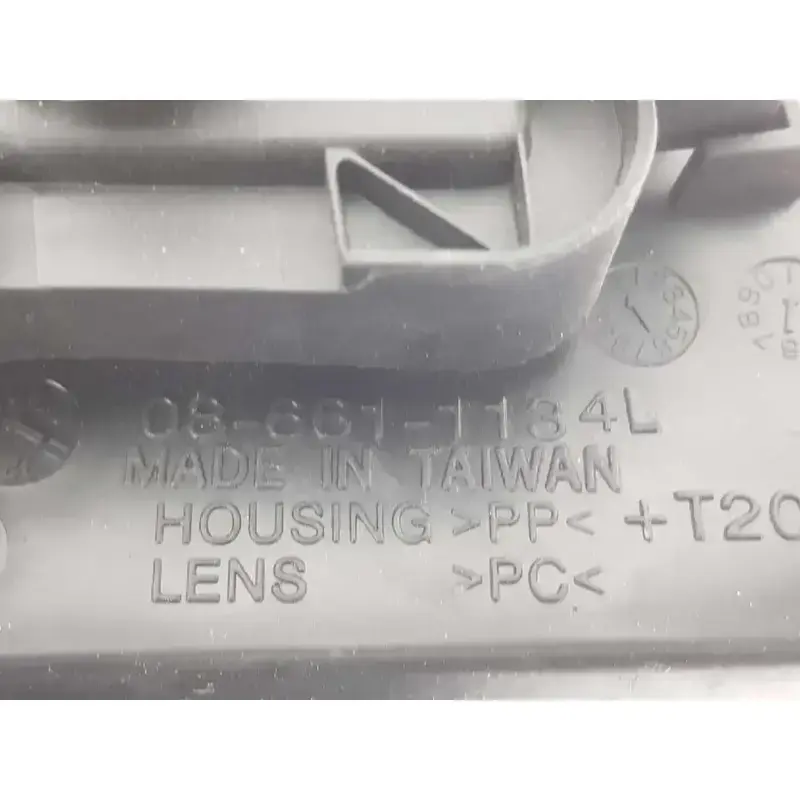 08-661-1134L
MADE IN TAIWAN
HOUSING >PP< +T20
LENS >PC<